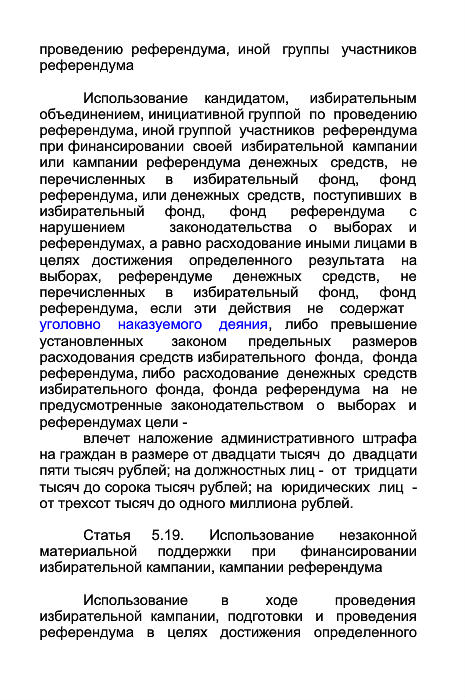 проведению референдума, иной группы участников
референдума
Использование кандидатом, избирательным
объединением, инициативной группой по проведению
референдума, иной группой участников референдума
при финансировании своей избирательной кампании
или кампании референдума денежных средств, не
перечисленных в избирательный фонд, фонд
референдума, или денежных средств, поступивших в
избирательный фонд, фонд референдума с
нарушением законодательства о выборах и
референдумах, а равно расходование иными лицами в
целях достижения определенного результата на
выборах, референдуме денежных средств, не
перечисленных в избирательный фонд, фонд
референдума, если эти действия не содержат
уголовно наказуемого деяния, либо превышение
установленных законом предельных размеров
расходования средств избирательного фонда, фонда
референдума, либо расходование денежных средств
избирательного фонда, фонда референдума на не
предусмотренные законодательством о выборах и
референдумах цели -
влечет наложение административного штрафа
на граждан в размере от двадцати тысяч до двадцати
пяти тысяч рублей; на должностных лиц - от тридцати
тысяч до сорока тысяч рублей; на юридических лиц -
от трехсот тысяч до одного миллиона рублей.
Статья 5.19. Использование незаконной
материальной поддержки при финансировании
избирательной кампании, кампании референдума
Использование в ходе проведения
избирательной кампании, подготовки и проведения
референдума в целях достижения определенного